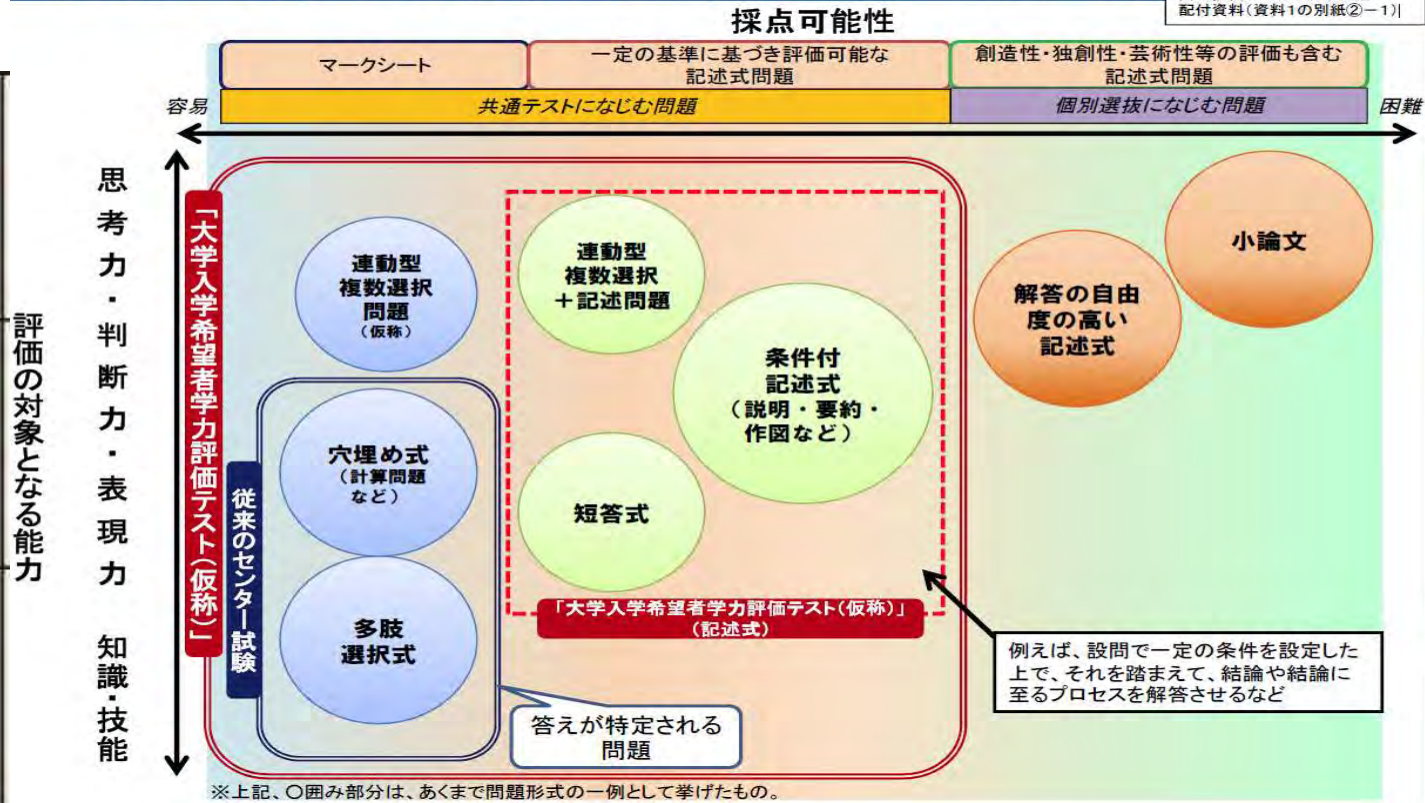 配付資料(資料1の別紙②-1)
採点可能性
マークシート
一定の基準に基づき評価可能な
記述式問題
創造性・独創性・芸術性等の評価も含む
記述式問題
容易
共通テストになじむ問題
個別選抜になじむ問題
困難
評価の対象となる能力
思考力・判断力・表現力
知識・技能
「大学入学希望者学力評価テスト(仮称)」
従来のセンター試験
連動型
複数選択
問題
(仮称)
穴埋め式
(計算問題
など)
多肢
選択式
連動型
複数選択
+記述問題
条件付
記述式
(説明・要約・
作図など)
短答式
「大学入学希望者学力評価テスト(仮称)」
(記述式)
解答の自由
度の高い
記述式
小論文
答えが特定される
問題
例えば、設問で一定の条件を設定した
上で、それを踏まえて、結論や結論に
至るプロセスを解答させるなど
※上記、○囲み部分は、あくまで問題形式の一例として挙げたもの。